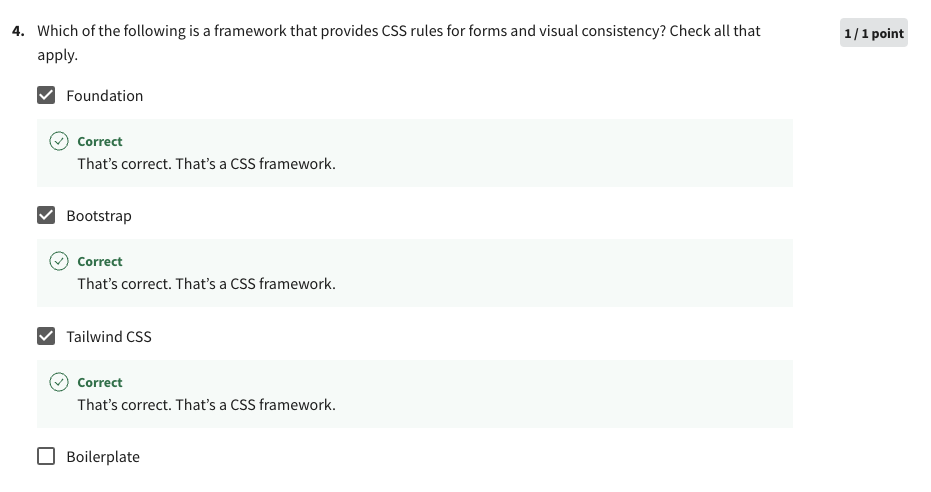 4. Which of the following is a framework that provides CSS rules for forms and visual consistency? Check all that
apply.
1 / 1 point
Foundation
Correct
That’s correct. That’s a CSS framework.
Bootstrap
Correct
That’s correct. That’s a CSS framework.
Tailwind CSS
Correct
That’s correct. That’s a CSS framework.
Boilerplate